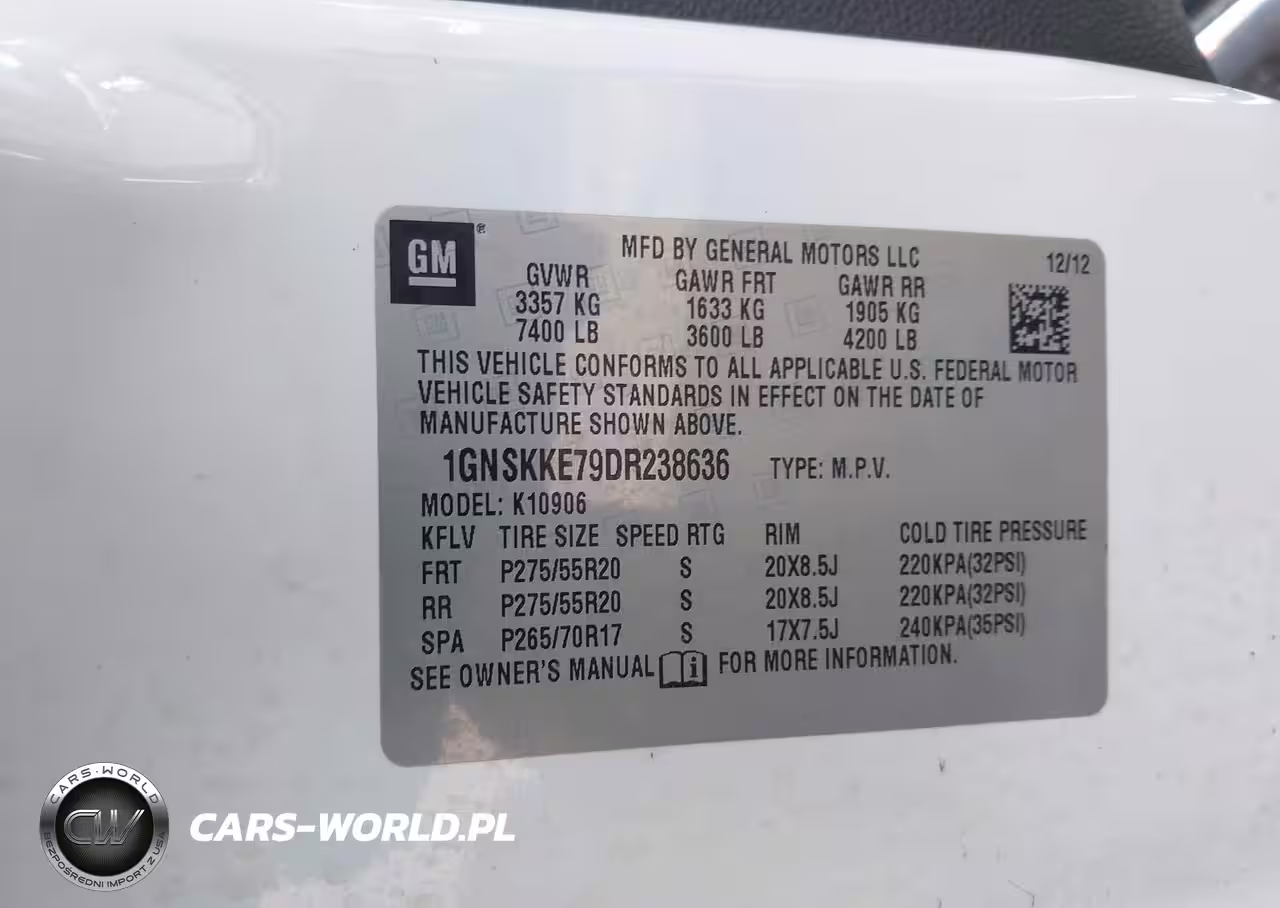 GM
®
MFD BY GENERAL MOTORS LLC 12/12
GVWR GAWR FRT GAWR RR
3357 KG 1633 KG 1905 KG
7400 LB 3600 LB 4200 LB
THIS VEHICLE CONFORMS TO ALL APPLICABLE U.S. FEDERAL MOTOR
VEHICLE SAFETY STANDARDS IN EFFECT ON THE DATE OF
MANUFACTURE SHOWN ABOVE.
1GNSKKE79DR238636 TYPE: M.P.V.
MODEL: K10906
KFLV TIRE SIZE SPEED RTG RIM COLD TIRE PRESSURE
FRT P275/55R20 S 20X8.5J 220KPA(32PSI)
RR P275/55R20 S 20X8.5J 220KPA(32PSI)
SPA P265/70R17 S 17X7.5J 240KPA(35PSI)
SEE OWNER'S MANUAL i FOR MORE INFORMATION.
CARS-WORLD
CW
BEZPOŚREDNI IMPORT Z USA
CARS-WORLD.PL